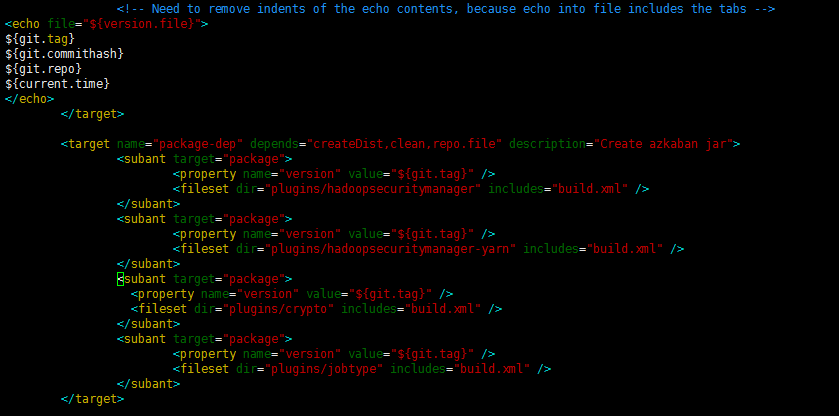 <!-- Need to remove indents of the echo contents, because echo into file includes the tabs -->
<echo file="${version.file}">
${git.tag}
${git.commithash}
${git.repo}
${current.time}
</echo>
</target>
<target name="package-dep" depends="createDist,clean,repo.file" description="Create azkaban jar">
<subant target="package">
<property name="version" value="${git.tag}" />
<fileset dir="plugins/hadoopsecuritymanager" includes="build.xml" />
</subant>
<subant target="package">
<property name="version" value="${git.tag}" />
<fileset dir="plugins/hadoopsecuritymanager-yarn" includes="build.xml" />
</subant>
<subant target="package">
<property name="version" value="${git.tag}" />
<fileset dir="plugins/crypto" includes="build.xml" />
</subant>
<subant target="package">
<property name="version" value="${git.tag}" />
<fileset dir="plugins/jobtype" includes="build.xml" />
</subant>
</target>